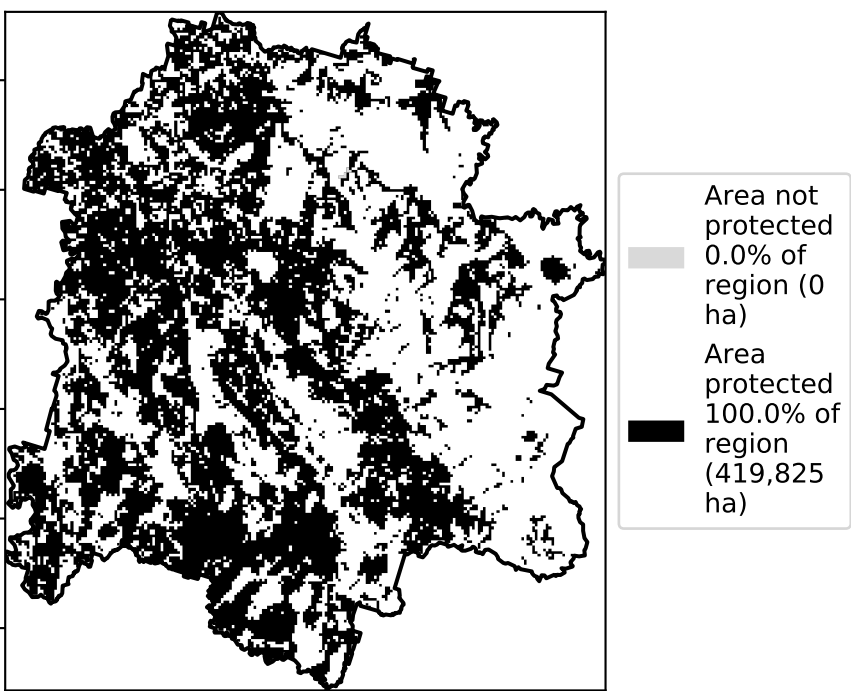 Area not
protected
0.0% of
region (0
ha)
Area
protected
100.0% of
region
(419,825
ha)